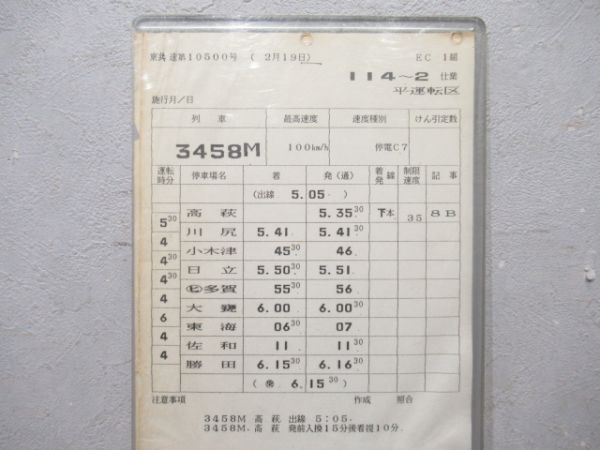 東共 達第10500号 ( 2月19日) EC 1組
114~2 仕業
平運転区
施行月/日
列車 最高速度 速度種別 けん引定数
3458M 100km/h 停電C7
運転時分 停車場名 着 発(通) 着発線 制限速度 記事
(出線 5.05. )
高萩 5.35 30 下本 35 8B
5 30
川尻 5.41. 5.41 30
4
小木津 45 30 46.
4 30
日立 5.50 30 5.51.
4 30
多賀 55 30 56
4
大甕 6.00 6.00 30
6
東海 06 30 07
4
佐和 11 11 30
4
勝田 6.15 30 6.16 30
( 6.15 30 )
注意事項 作成 照合
3458M 高萩 出線 5:05.
3458M. 高萩 発前入換15分後看視10分.